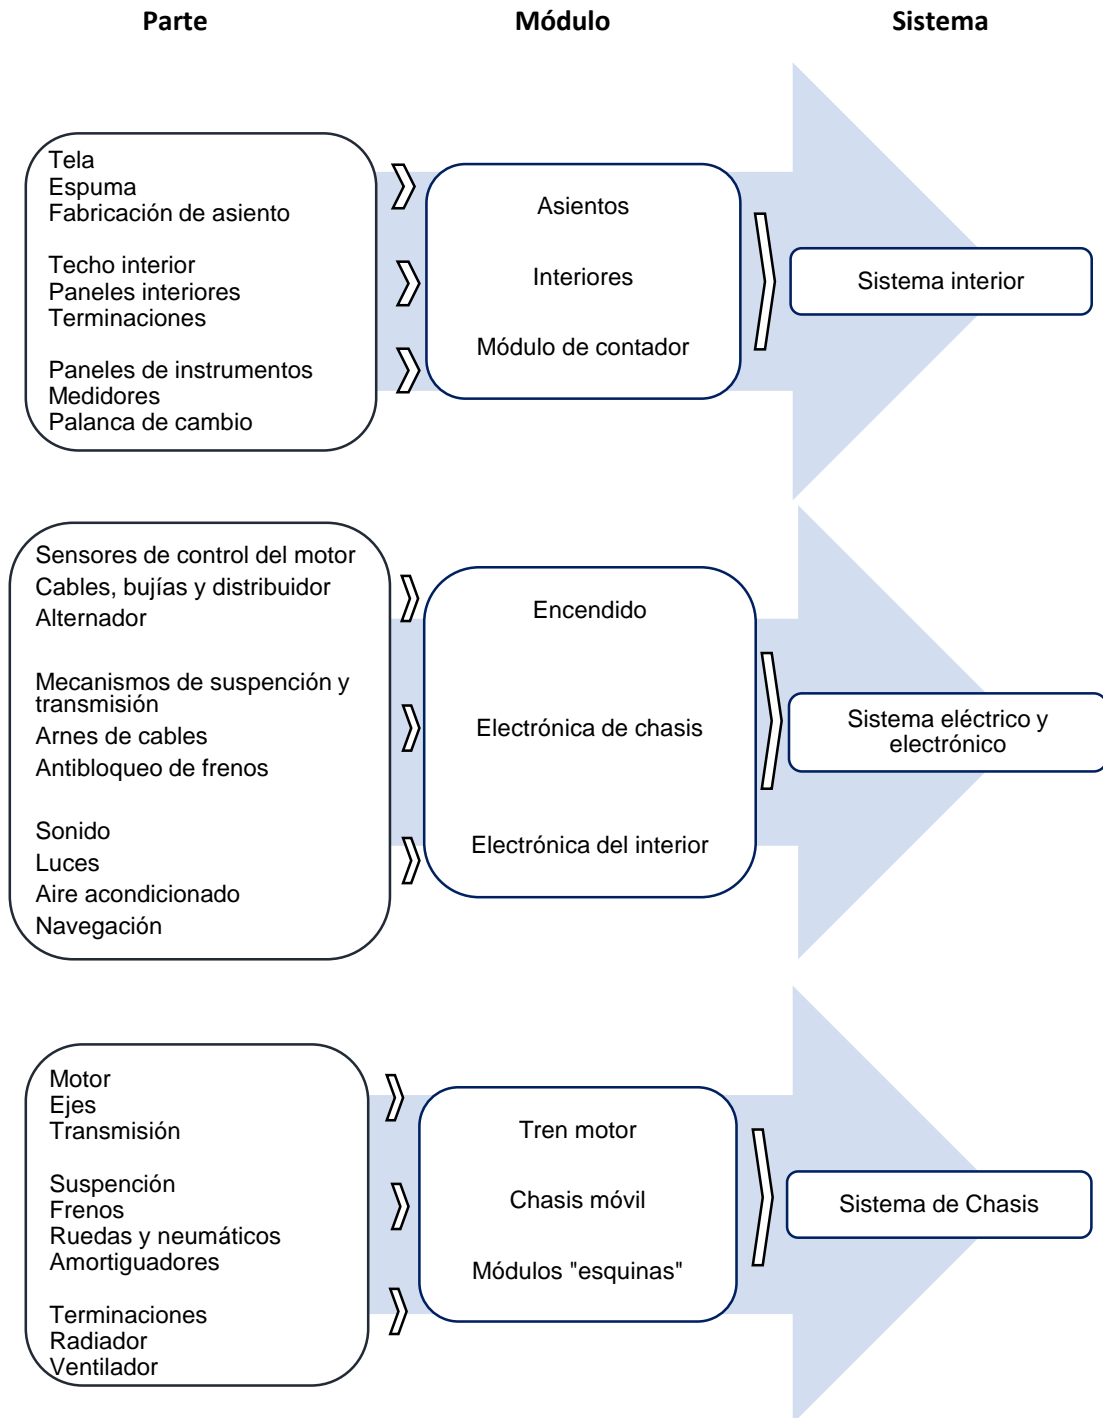 Parte
Módulo
Sistema
Tela
Espuma
Fabricación de asiento
Techo interior
Paneles interiores
Terminaciones
Paneles de instrumentos
Medidores
Palanca de cambio
Asientos
Interiores
Módulo de contador
Sistema interior
Sensores de control del motor
Cables, bujías y distribuidor
Alternador
Mecanismos de suspención y
transmisión
Arnes de cables
Antibloqueo de frenos
Sonido
Luces
Aire acondicionado
Navegación
Encendido
Electrónica de chasis
Electrónica del interior
Sistema eléctrico y
electrónico
Motor
Ejes
Transmisión
Suspención
Frenos
Ruedas y neumáticos
Amortiguadores
Terminaciones
Radiador
Ventilador
Tren motor
Chasis móvil
Módulos "esquinas"
Sistema de Chasis